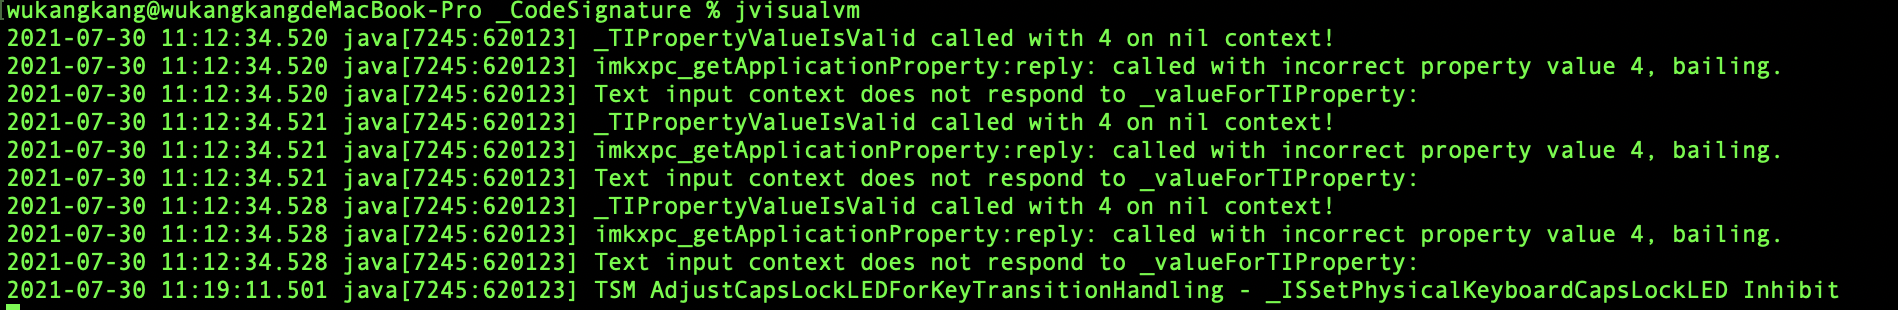 wukangkang@wukangkangdeMacBook-Pro _CodeSignature % jvisualvm
2021-07-30 11:12:34.520 java[7245:620123] _TIPropertyValueIsValid called with 4 on nil context!
2021-07-30 11:12:34.520 java[7245:620123] imkxpc_getApplicationProperty:reply: called with incorrect property value 4, bailing.
2021-07-30 11:12:34.520 java[7245:620123] Text input context does not respond to _valueForTIProperty:
2021-07-30 11:12:34.521 java[7245:620123] _TIPropertyValueIsValid called with 4 on nil context!
2021-07-30 11:12:34.521 java[7245:620123] imkxpc_getApplicationProperty:reply: called with incorrect property value 4, bailing.
2021-07-30 11:12:34.521 java[7245:620123] Text input context does not respond to _valueForTIProperty:
2021-07-30 11:12:34.528 java[7245:620123] _TIPropertyValueIsValid called with 4 on nil context!
2021-07-30 11:12:34.528 java[7245:620123] imkxpc_getApplicationProperty:reply: called with incorrect property value 4, bailing.
2021-07-30 11:12:34.528 java[7245:620123] Text input context does not respond to _valueForTIProperty:
2021-07-30 11:19:11.501 java[7245:620123] TSM AdjustCapsLockLEDForKeyTransitionHandling - _ISSetPhysicalKeyboardCapsLockLED Inhibit